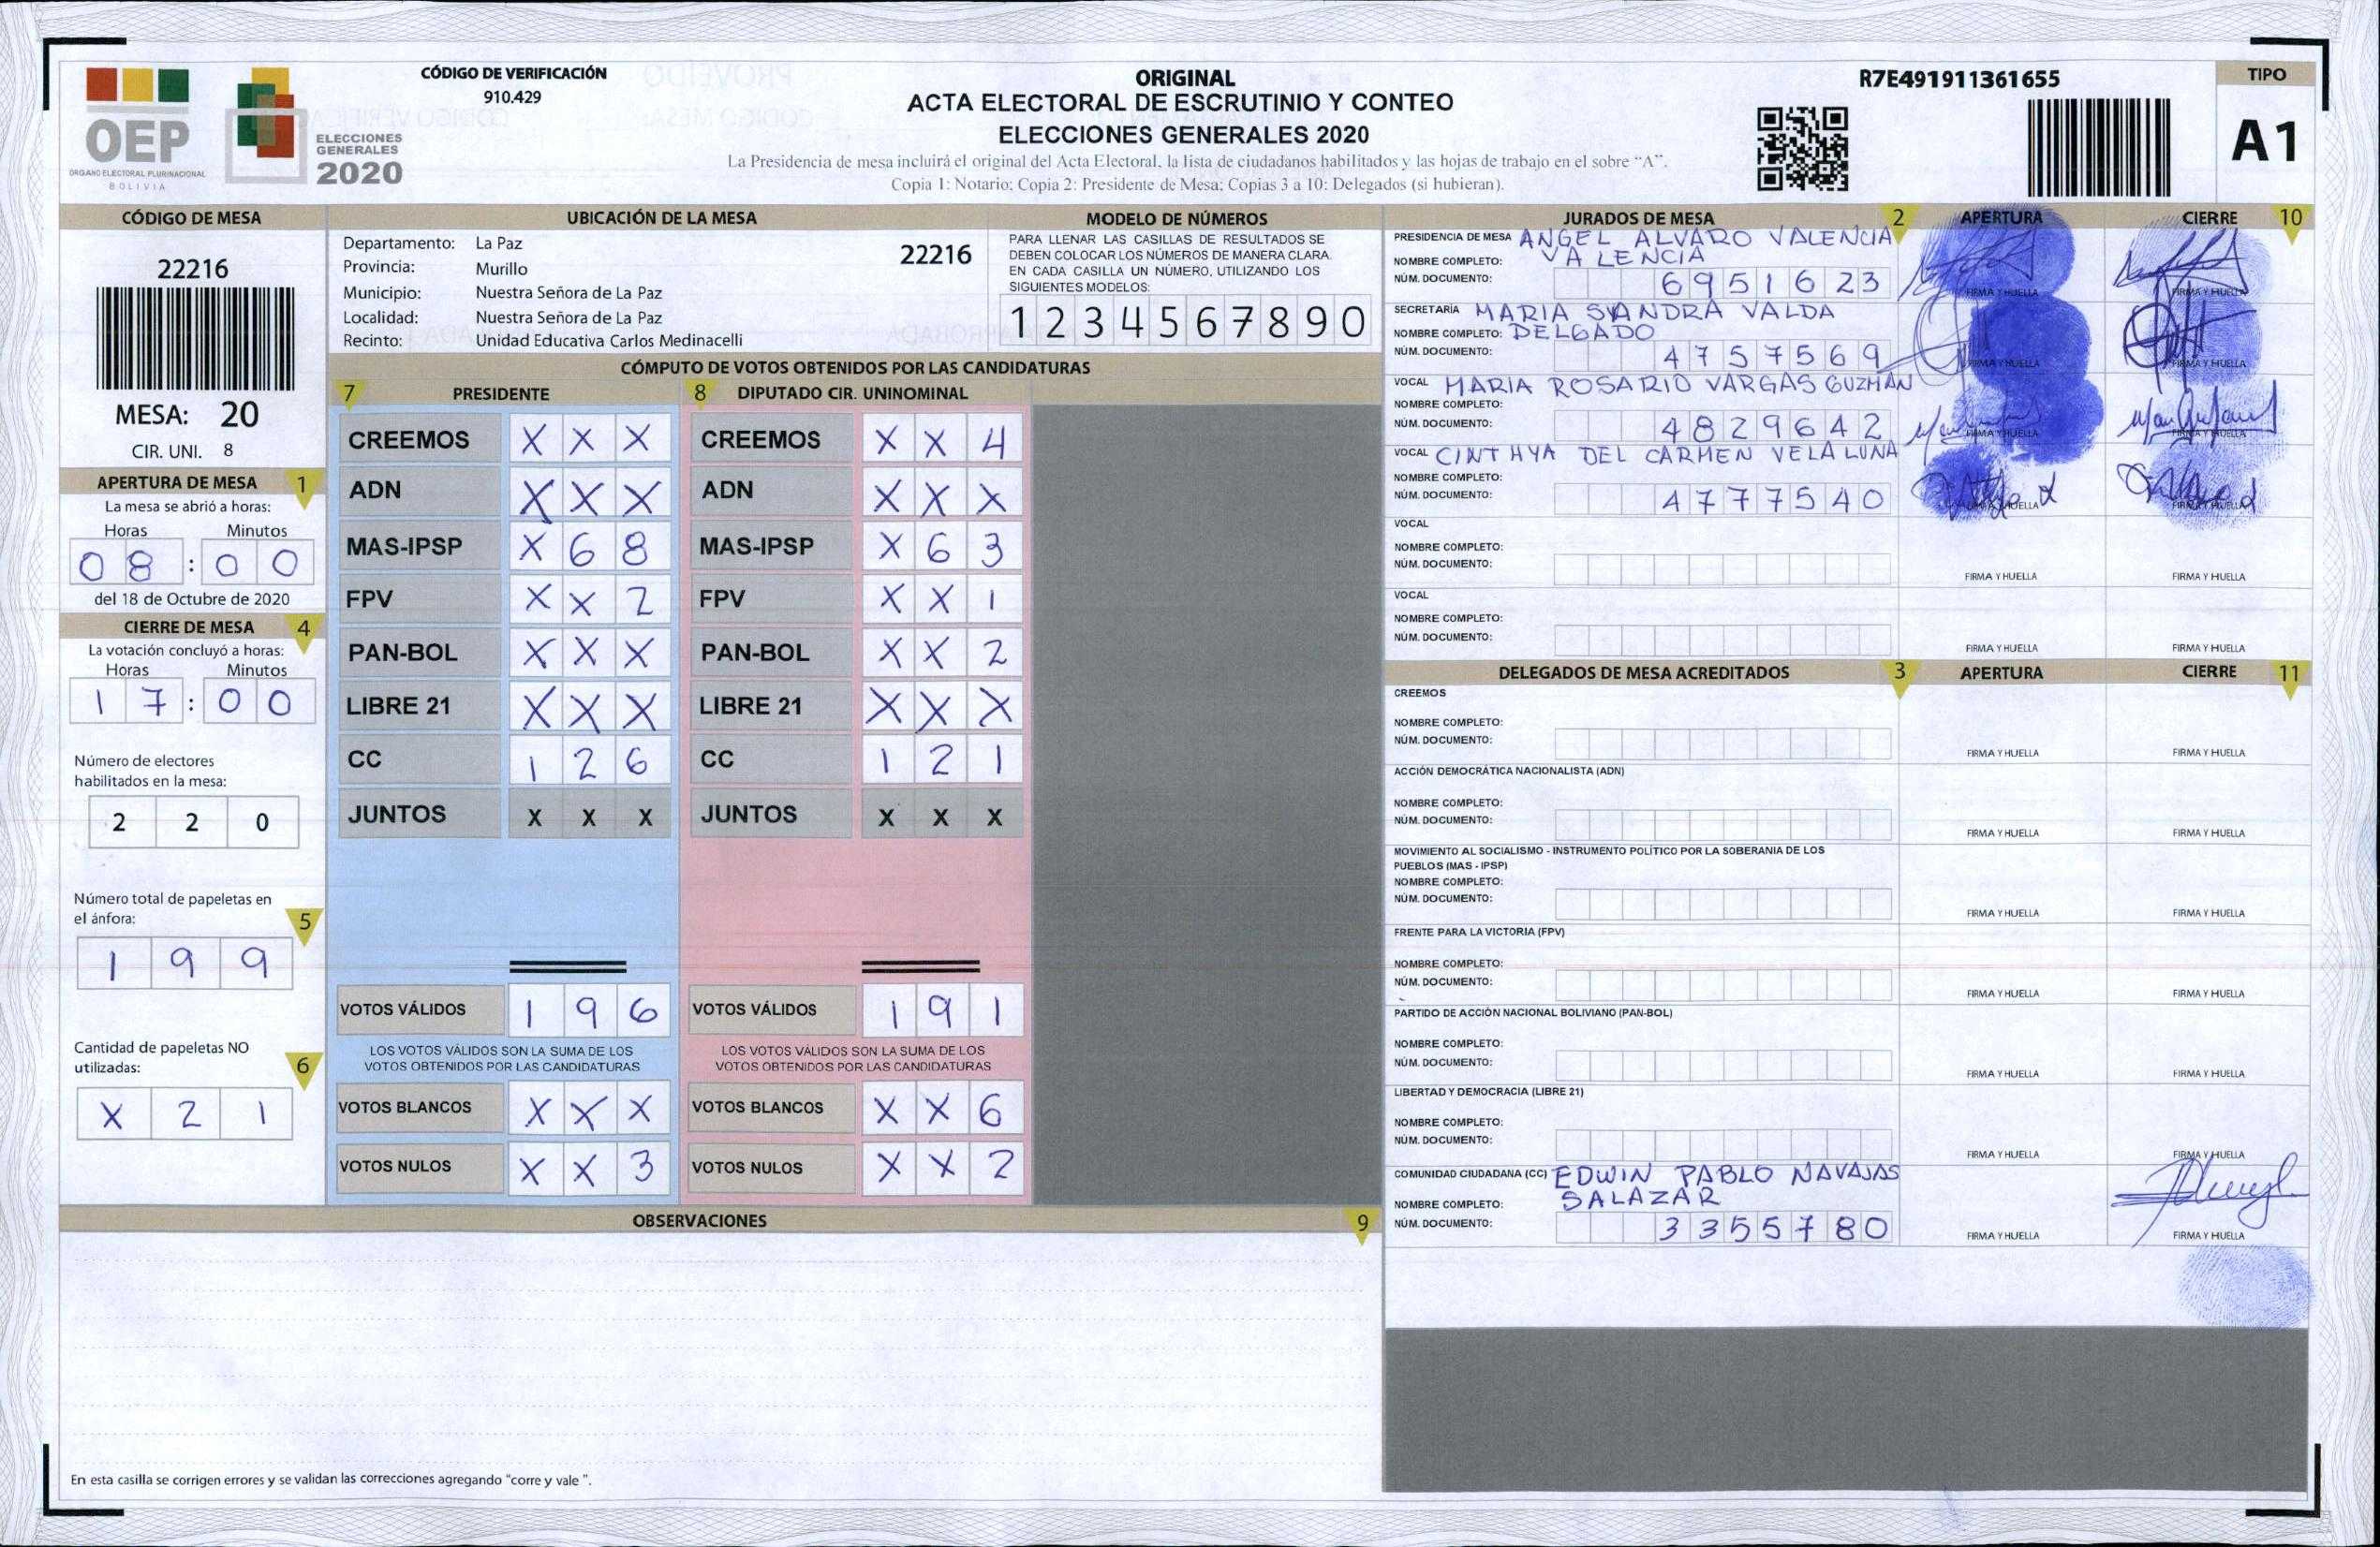 OEP
ORGANO ELECTORAL PLURINACIONAL
BOLIVIA
ELECCIONES
GENERALES
2020
CÓDIGO DE VERIFICACIÓN
910.429
ORIGINAL
ACTA ELECTORAL DE ESCRUTINIO Y CONTEO
ELECCIONES GENERALES 2020
La Presidencia de mesa incluirá el original del Acta Electoral, la lista de ciudadanos habilitados y las hojas de trabajo en el sobre "A".
Copia 1: Notario; Copia 2: Presidente de Mesa; Copias 3 a 10: Delegados (si hubieran).
R7E491911361655
TIPO
A1
CÓDIGO DE MESA
22216
MESA: 20
CIR. UNI. 8
APERTURA DE MESA 1
La mesa se abrió a horas:
Horas Minutos
0 8 : 0 0
del 18 de Octubre de 2020
CIERRE DE MESA 4
La votación concluyó a horas:
Horas Minutos
1 7 : 0 0
Número de electores
habilitados en la mesa:
2 2 0
Número total de papeletas en
el ánfora: 5
1 9 9
Cantidad de papeletas NO
utilizadas: 6
X 2 1
UBICACIÓN DE LA MESA
Departamento: La Paz 22216
Provincia: Murillo
Municipio: Nuestra Señora de La Paz
Localidad: Nuestra Señora de La Paz
Recinto: Unidad Educativa Carlos Medinacelli
MODELO DE NÚMEROS
PARA LLENAR LAS CASILLAS DE RESULTADOS SE
DEBEN COLOCAR LOS NÚMEROS DE MANERA CLARA.
EN CADA CASILLA UN NÚMERO, UTILIZANDO LOS
SIGUIENTES MODELOS:
1 2 3 4 5 6 7 8 9 0
CÓMPUTO DE VOTOS OBTENIDOS POR LAS CANDIDATURAS
7 PRESIDENTE 8 DIPUTADO CIR. UNINOMINAL
CREEMOS X X X CREEMOS X X 4
ADN X X X ADN X X X
MAS-IPSP X 6 8 MAS-IPSP X 6 3
FPV X X 2 FPV X X 1
PAN-BOL X X X PAN-BOL X X 2
LIBRE 21 X X X LIBRE 21 X X X
CC 1 2 6 CC 1 2 1
JUNTOS X X X JUNTOS X X X
VOTOS VÁLIDOS 1 9 6 VOTOS VÁLIDOS 1 9 1
LOS VOTOS VÁLIDOS SON LA SUMA DE LOS LOS VOTOS VÁLIDOS SON LA SUMA DE LOS
VOTOS OBTENIDOS POR LAS CANDIDATURAS VOTOS OBTENIDOS POR LAS CANDIDATURAS
VOTOS BLANCOS X X X VOTOS BLANCOS X X 6
VOTOS NULOS X X 3 VOTOS NULOS X X 2
OBSERVACIONES 9
En esta casilla se corrigen errores y se validan las correcciones agregando "corre y vale ".
JURADOS DE MESA 2 APERTURA CIERRE 10
PRESIDENCIA DE MESA ANGEL ALVARO VALENCIA
NOMBRE COMPLETO: VALENCIA
NÚM. DOCUMENTO: 6951623 FIRMA Y HUELLA FIRMA Y HUELLA
SECRETARÍA MARIA SANDRA VALDA
NOMBRE COMPLETO: DELGADO
NÚM. DOCUMENTO: 4757569 FIRMA Y HUELLA FIRMA Y HUELLA
VOCAL MARIA ROSARIO VARGAS GUZMAN
NOMBRE COMPLETO:
NÚM. DOCUMENTO: 4829642 FIRMA Y HUELLA FIRMA Y HUELLA
VOCAL CINTHYA DEL CARMEN VELA LUNA
NOMBRE COMPLETO:
NÚM. DOCUMENTO: 4777540 FIRMA Y HUELLA FIRMA Y HUELLA
VOCAL
NOMBRE COMPLETO:
NÚM. DOCUMENTO: FIRMA Y HUELLA FIRMA Y HUELLA
VOCAL
NOMBRE COMPLETO:
NÚM. DOCUMENTO: FIRMA Y HUELLA FIRMA Y HUELLA
DELEGADOS DE MESA ACREDITADOS 3 APERTURA CIERRE 11
CREEMOS
NOMBRE COMPLETO:
NÚM. DOCUMENTO: FIRMA Y HUELLA FIRMA Y HUELLA
ACCIÓN DEMOCRÁTICA NACIONALISTA (ADN)
NOMBRE COMPLETO:
NÚM. DOCUMENTO: FIRMA Y HUELLA FIRMA Y HUELLA
MOVIMIENTO AL SOCIALISMO - INSTRUMENTO POLÍTICO POR LA SOBERANIA DE LOS
PUEBLOS (MAS - IPSP)
NOMBRE COMPLETO:
NÚM. DOCUMENTO: FIRMA Y HUELLA FIRMA Y HUELLA
FRENTE PARA LA VICTORIA (FPV)
NOMBRE COMPLETO:
NÚM. DOCUMENTO: FIRMA Y HUELLA FIRMA Y HUELLA
PARTIDO DE ACCIÓN NACIONAL BOLIVIANO (PAN-BOL)
NOMBRE COMPLETO:
NÚM. DOCUMENTO: FIRMA Y HUELLA FIRMA Y HUELLA
LIBERTAD Y DEMOCRACIA (LIBRE 21)
NOMBRE COMPLETO:
NÚM. DOCUMENTO: FIRMA Y HUELLA FIRMA Y HUELLA
COMUNIDAD CIUDADANA (CC) EDWIN PABLO NAVAJAS
NOMBRE COMPLETO: SALAZAR
NÚM. DOCUMENTO: 3355780 FIRMA Y HUELLA FIRMA Y HUELLA